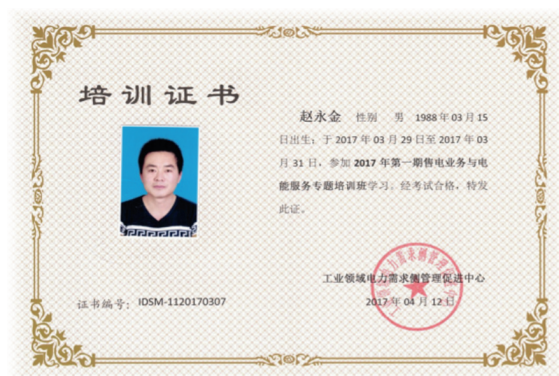 培训证书
赵永金 性别 男 1988年03月15
日出生；于2017年03月29日至2017年03
月31日，参加2017年第一期售电业务与电
能服务专题培训班学习。经考试合格，特发
此证。
工业领域电力需求侧管理促进中心
2017年04月12日
证书编号：IDSM-1120170307